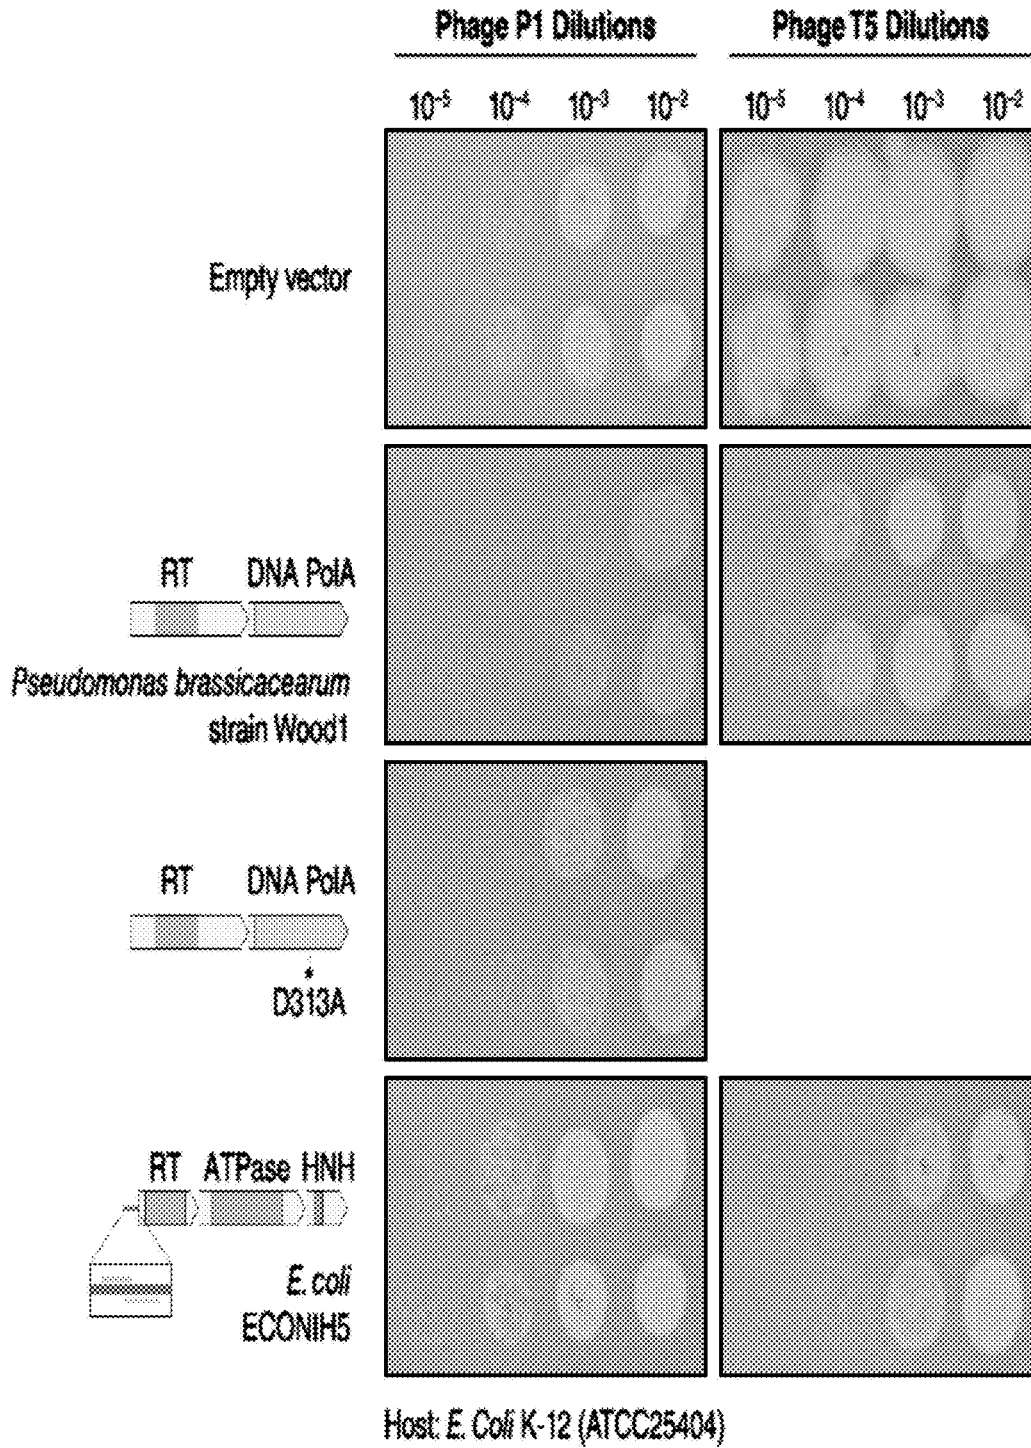 Phage P1 Dilutions Phage T5 Dilutions
10⁻⁵ 10⁻⁴ 10⁻³ 10⁻² 10⁻⁵ 10⁻⁴ 10⁻³ 10⁻²
Empty vector
RT DNA PolA
Pseudomonas brassicacearum
strain Wood1
RT DNA PolA
*
D313A
RT ATPase HNH
E. coli
ECONIH5
Host: E. Coli K-12 (ATCC25404)